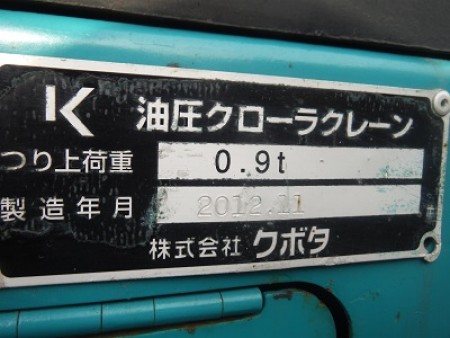 K 油圧クローラクレーン
つり上荷重 0.9t
製造年月 2012.11
株式会社 クボタ